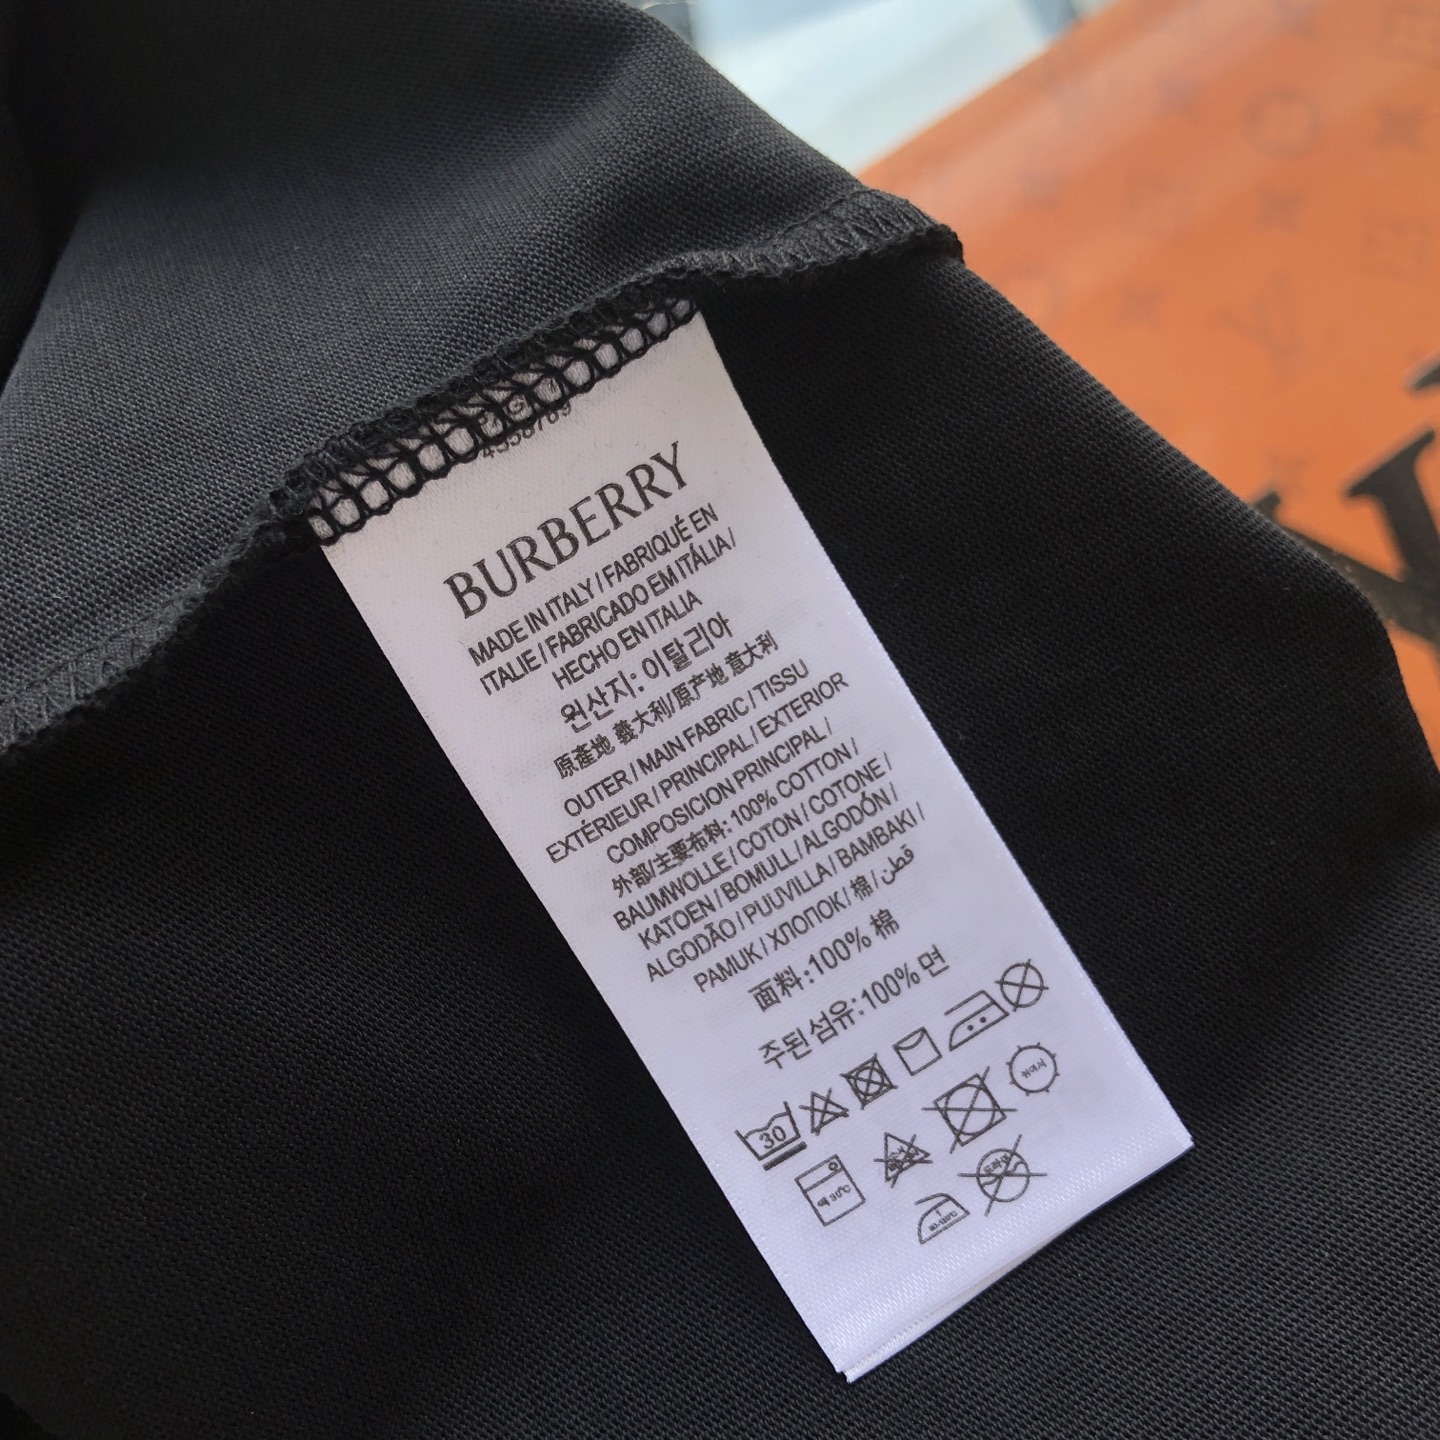 BURBERRY
MADE IN ITALY / FABRIQUÉ EN
ITALIE / FABRICADO EM ITÁLIA /
HECHO EN ITALIA
원산지: 이탈리아
原產地 義大利/原产地 意大利
OUTER / MAIN FABRIC / TISSU
EXTÉRIEUR / PRINCIPAL / EXTERIOR
COMPOSICION PRINCIPAL /
外部/主要布料: 100% COTTON /
BAUMWOLLE / COTON / COTONE /
KATOEN / BOMULL / ALGODÓN /
ALGODÃO / PUUVILLA / BAMBAKI /
PAMUK / ХЛОПОК / 棉 / قطن
面料:100% 棉
주된 섬유:100% 면
30